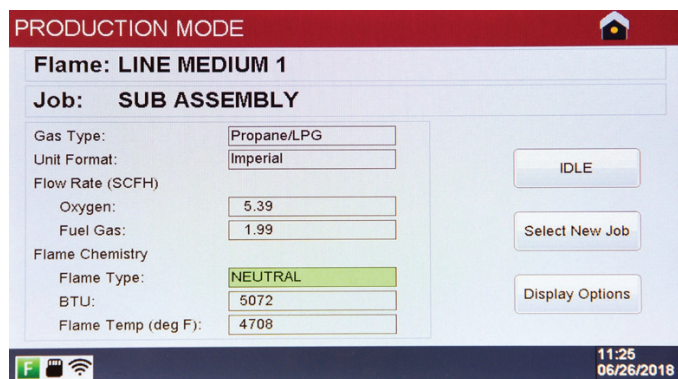 PRODUCTION MODE
Flame: LINE MEDIUM 1
Job: SUB ASSEMBLY
Gas Type: Propane/LPG
Unit Format: Imperial
Flow Rate (SCFH)
Oxygen: 5.39
Fuel Gas: 1.99
Flame Chemistry
Flame Type: NEUTRAL
BTU: 5072
Flame Temp (deg F): 4708
IDLE
Select New Job
Display Options
F
11:25
06/26/2018